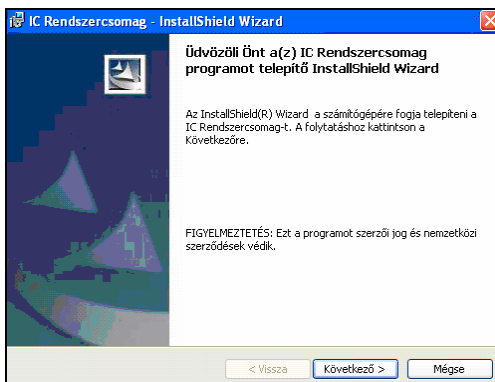 IC Rendszercsomag - InstallShield Wizard
Üdvözöli Önt a(z) IC Rendszercsomag
programot telepítő InstallShield Wizard
Az InstallShield(R) Wizard a számítógépére fogja telepíteni a
IC Rendszercsomag-t. A folytatáshoz kattintson a
Következőre.
FIGYELMEZTETÉS: Ezt a programot szerzői jog és nemzetközi
szerződések védik.
< Vissza
Következő >
Mégse